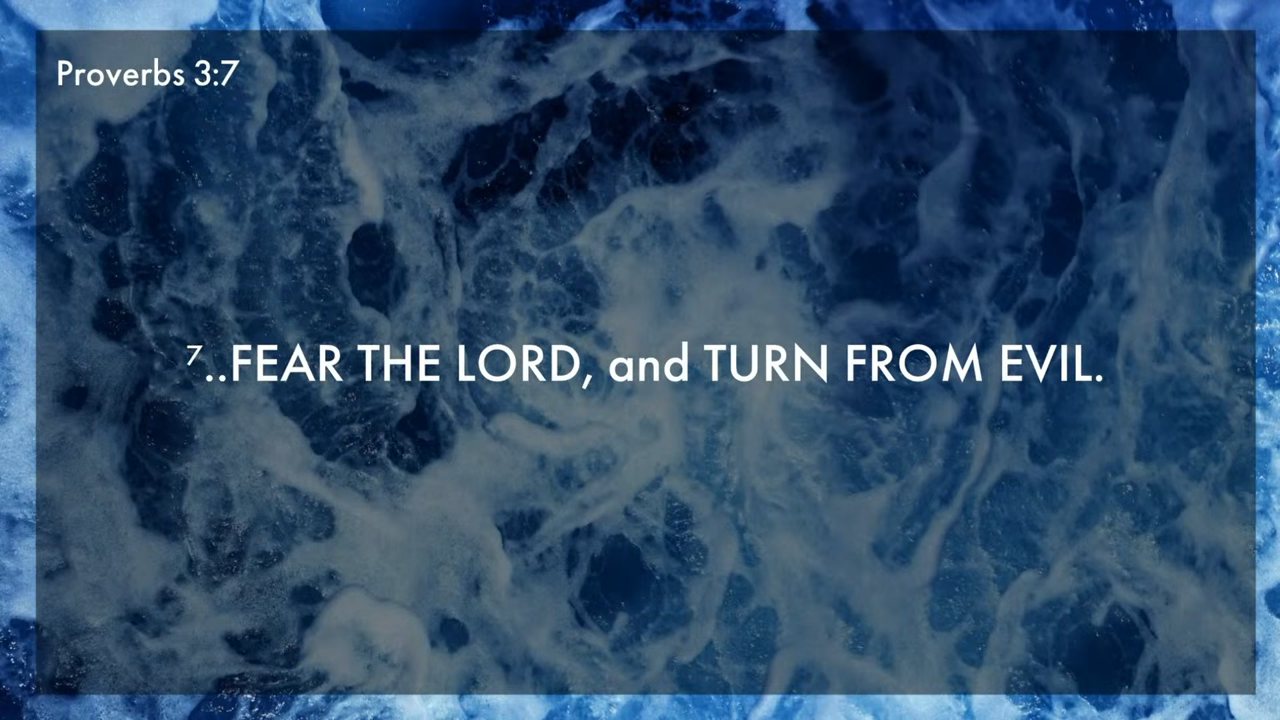 Proverbs 3:7
⁷..FEAR THE LORD, and TURN FROM EVIL.